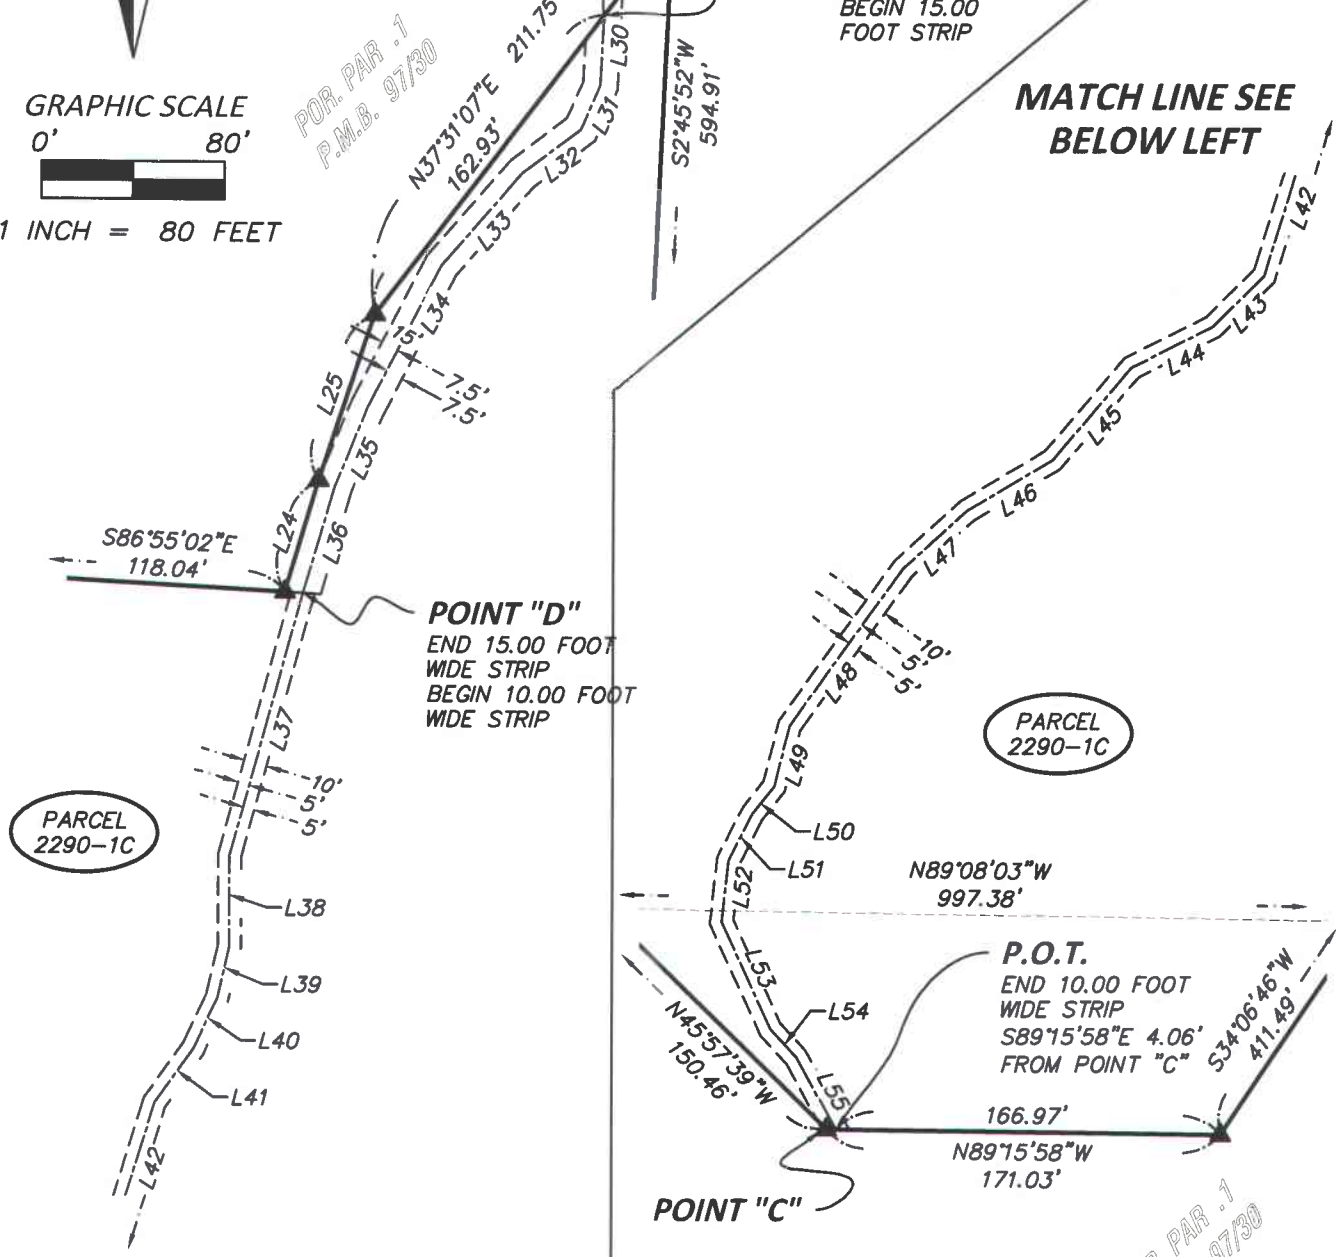 BEGIN 15.00
FOOT STRIP
MATCH LINE SEE
BELOW LEFT
POR. PAR .1
P.M.B. 97/30
GRAPHIC SCALE
0' 80'
1 INCH = 80 FEET
N37°31'07"E 211.75'
162.93'
S2°45'52"W
594.91'
L30
L31
L32
L33
L34
15'
7.5'
7.5'
L25
L35
L24
L36
S86°55'02"E
118.04'
POINT "D"
END 15.00 FOOT
WIDE STRIP
BEGIN 10.00 FOOT
WIDE STRIP
L37
10'
5'
5'
PARCEL
2290-1C
L38
L39
L40
L41
L42
L42
L43
L44
L45
L46
L47
10'
5'
5'
L48
PARCEL
2290-1C
L49
L50
L51
L52
N89°08'03"W
997.38'
L53
L54
L55
P.O.T.
END 10.00 FOOT
WIDE STRIP
S89°15'58"E 4.06'
FROM POINT "C"
S34°06'46"W
411.49'
N45°57'39"W
150.46'
166.97'
N89°15'58"W
171.03'
POINT "C"
PAR .1
97/30